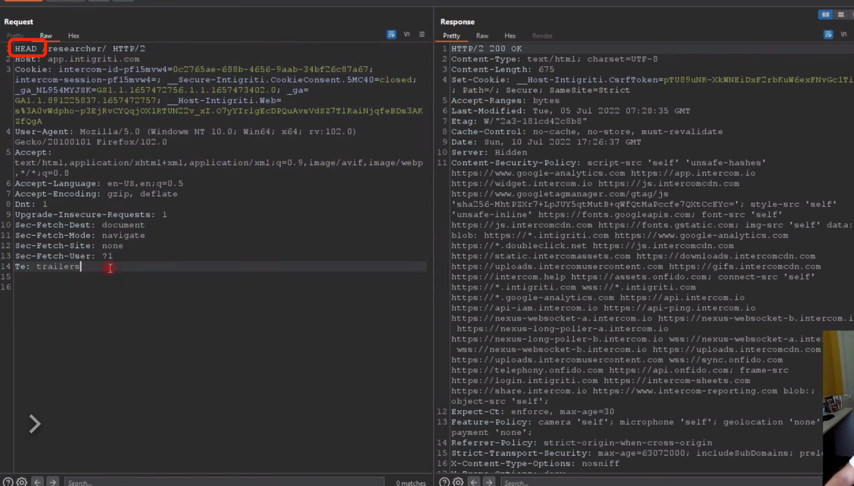 Request
Pretty Raw Hex
1 HEAD /researcher/ HTTP/2
2 Host: app.intigriti.com
3 Cookie: intercom-id-pf15mvw4=0c2765ae-688b-4656-9aab-34bf26c87a67;
intercom-session-pf15mvw4=; __Secure-Intigriti.CookieConsent.5MC40=closed;
_ga_NL954MYJSK=GS1.1.1657472756.1.1.1657473402.0; _ga=
GA1.1.891225837.1657472757; __Host-Intigriti.Web=
4 User-Agent: Mozilla/5.0 (Windows NT 10.0; Win64; x64; rv:102.0)
Gecko/20100101 Firefox/102.0
5 Accept:
text/html,application/xhtml+xml,application/xml;q=0.9,image/avif,image/webp
,*/*;q=0.8
6 Accept-Language: en-US,en;q=0.5
7 Accept-Encoding: gzip, deflate
8 Dnt: 1
9 Upgrade-Insecure-Requests: 1
10 Sec-Fetch-Dest: document
11 Sec-Fetch-Mode: navigate
12 Sec-Fetch-Site: none
13 Sec-Fetch-User: ?1
14 Te: trailers
15
16
Search...
0 matches
Response
Pretty Raw Hex Render
1 HTTP/2 200 OK
2 Content-Type: text/html; charset=UTF-8
3 Content-Length: 675
4 Set-Cookie: __Host-Intigriti.CsrfToken=
; Path=/; Secure; SameSite=Strict
5 Accept-Ranges: bytes
6 Last-Modified: Tue, 05 Jul 2022 07:28:35 GMT
7 Etag: W/"2a3-181cd42c8b8"
8 Cache-Control: no-cache, no-store, must-revalidate
9 Date: Sun, 10 Jul 2022 17:26:37 GMT
10 Server: Hidden
11 Content-Security-Policy: script-src 'self' 'unsafe-hashes'
https://www.google-analytics.com https://app.intercom.io
https://widget.intercom.io https://js.intercomcdn.com
https://www.googletagmanager.com/gtag/js
style-src 'self'
'unsafe-inline' https://fonts.googleapis.com; font-src 'self'
https://js.intercomcdn.com https://fonts.gstatic.com; img-src 'self' data:
blob: https://*.intigriti.com https://*.google-analytics.com
https://*.doubleclick.net https://js.intercomcdn.com
https://static.intercomassets.com https://downloads.intercomcdn.com
https://uploads.intercomusercontent.com https://gifs.intercomcdn.com
https://intercom.help https://assets.onfido.com; connect-src 'self'
https://*.intigriti.com wss://*.intigriti.com
https://*.google-analytics.com https://api.intercom.io
https://api-iam.intercom.io https://api-ping.intercom.io
https://nexus-websocket-a.intercom.io https://nexus-websocket-b.intercom.io
https://nexus-long-poller-a.intercom.io
https://nexus-long-poller-b.intercom.io wss://nexus-websocket-a.intercom.io
wss://nexus-websocket-b.intercom.io https://uploads.intercomcdn.com
https://uploads.intercomusercontent.com wss://sync.onfido.com
https://telephony.onfido.com https://api.onfido.com; frame-src
https://login.intigriti.com https://intercom-sheets.com
https://share.intercom.io https://www.intercom-reporting.com blob:;
object-src 'self';
12 Expect-Ct: enforce, max-age=30
13 Feature-Policy: camera 'self'; microphone 'self'; geolocation 'none'
payment 'none';
14 Referrer-Policy: strict-origin-when-cross-origin
15 Strict-Transport-Security: max-age=63072000; includeSubDomains;
16 X-Content-Type-Options: nosniff
Search...